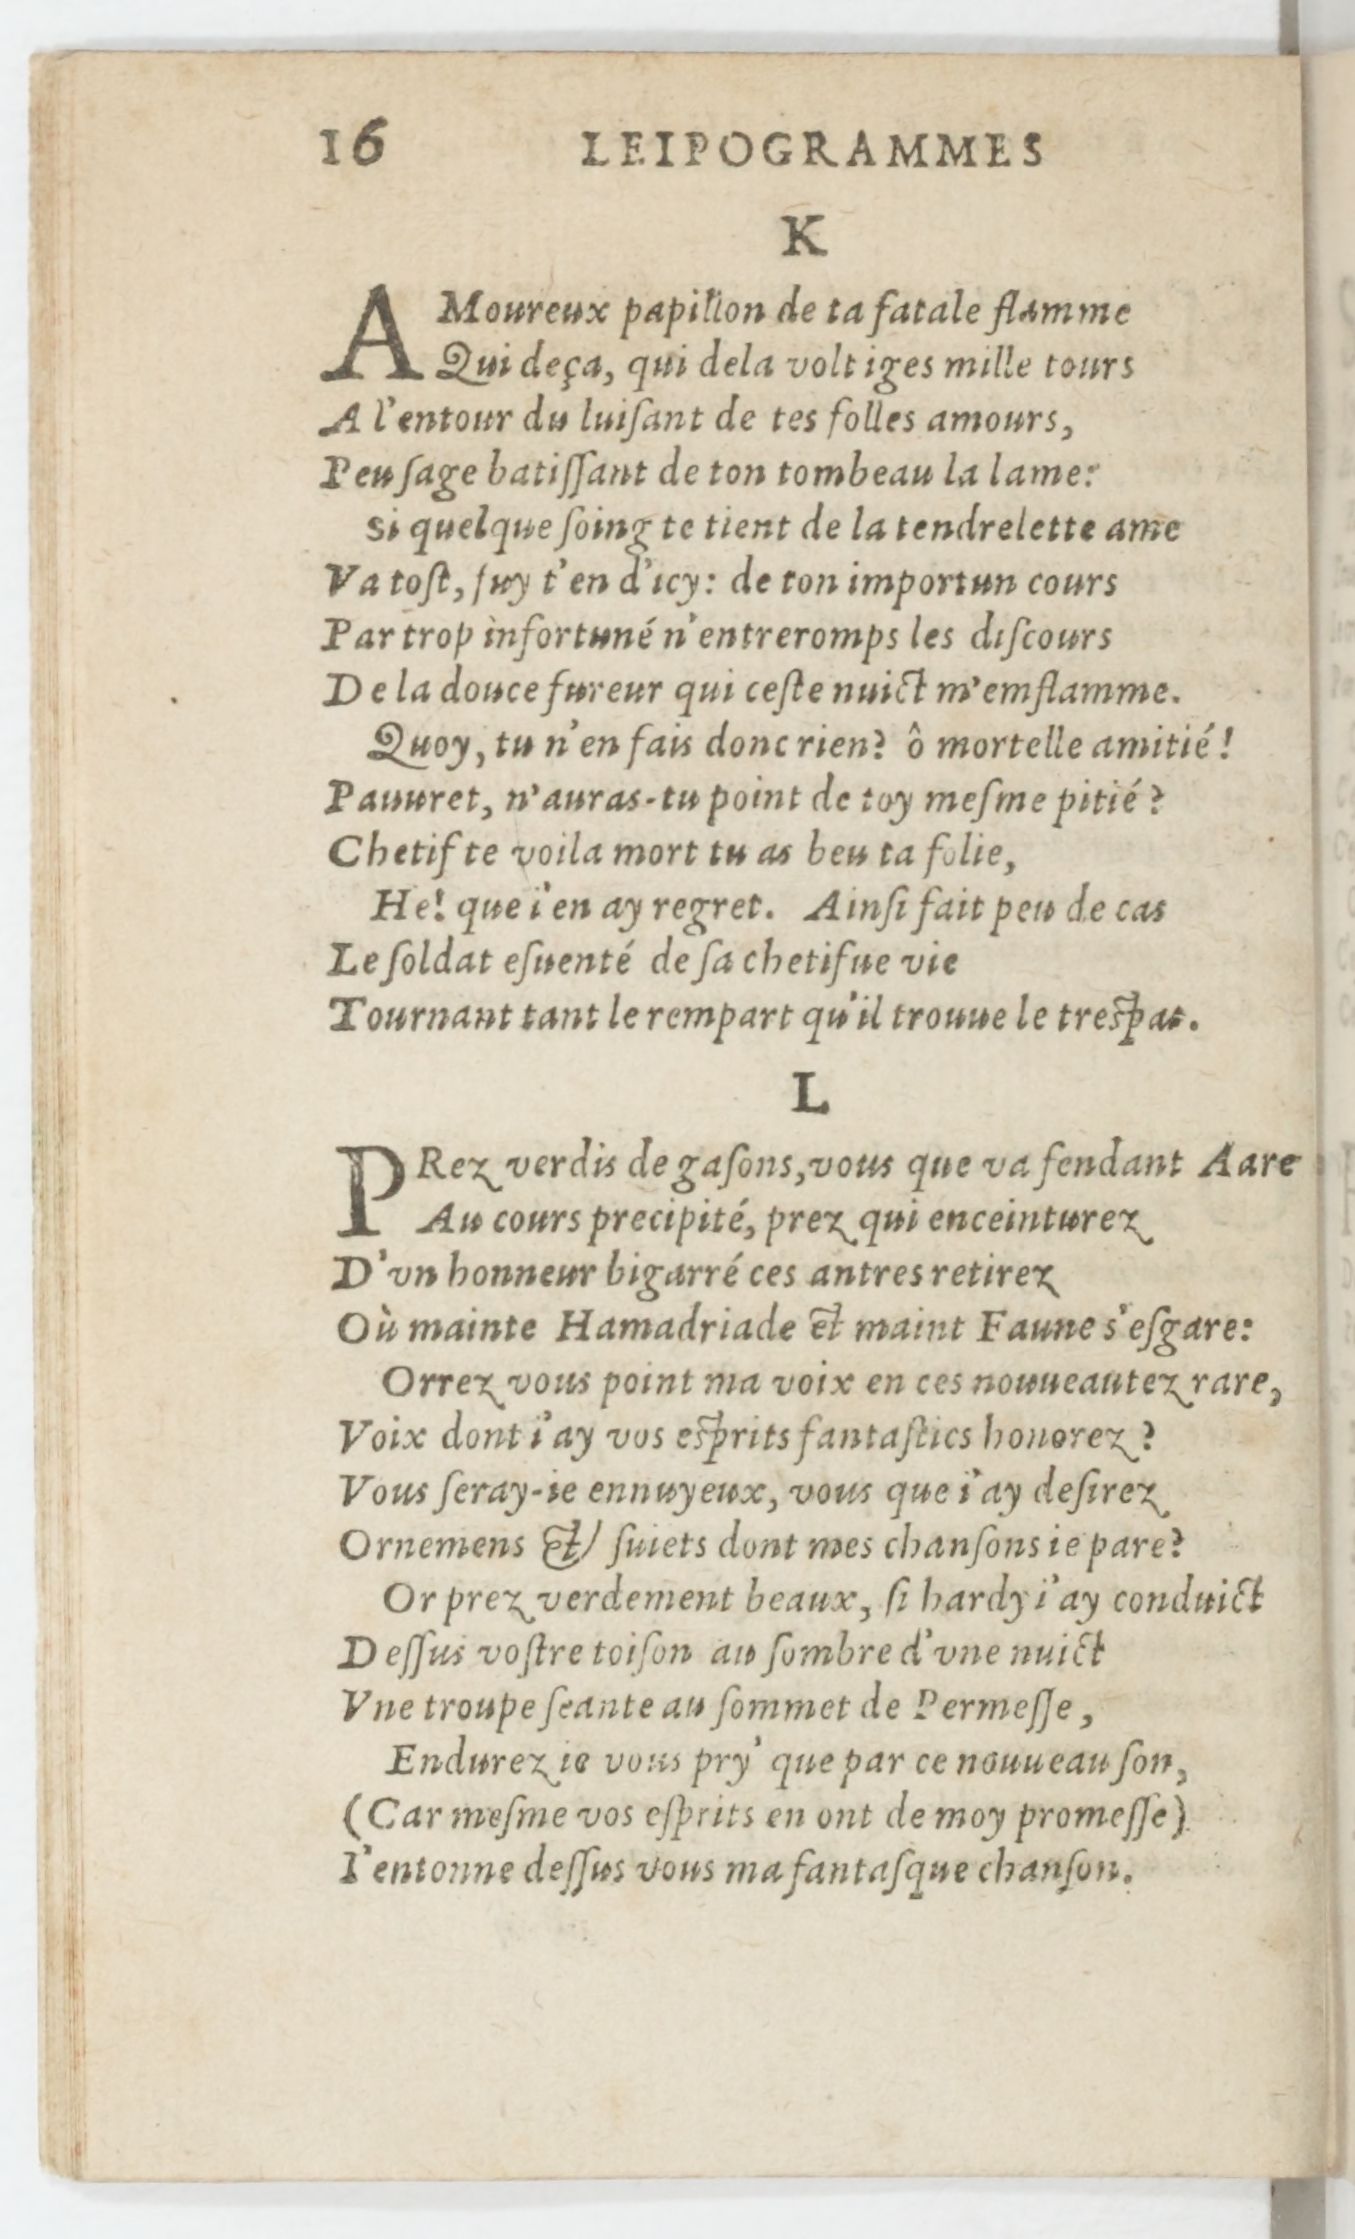 16 LEIPOGRAMMES
K
AMoureux papillon de ta fatale flamme
Qui deça, qui dela voltiges mille tours
A l'entour du luiſant de tes folles amours,
Peu ſage batiſſant de ton tombeau la lame:
Si quelque ſoing te tient de la tendrelette ame
Va toſt, fuy t'en d'icy: de ton importun cours
Par trop infortuné n'entreromps les diſcours
De la douce fureur qui ceſte nuict m'emflamme.
Quoy, tu n'en fais donc rien? ô mortelle amitié!
Pauuret, n'auras-tu point de toy meſme pitié?
Chetif te voila mort tu as beu ta folie,
He! que i'en ay regret. Ainſi fait peu de cas
Le ſoldat eſuenté de ſa chetifue vie
Tournant tant le rempart qu'il trouue le treſpas.
L
PRez verdis de gaſons, vous que va fendant Aare
Au cours precipité, prez qui enceinturez
D'vn honneur bigarré ces antres retirez
Où mainte Hamadriade et maint Faune s'eſgare:
Orrez vous point ma voix en ces nouueautez rare,
Voix dont i'ay vos eſprits fantaſtics honorez?
Vous ſeray-ie ennuyeux, vous que i'ay deſirez
Ornemens et ſuiets dont mes chanſons ie pare?
Or prez verdement beaux, ſi hardy i'ay conduict
Deſſus voſtre toiſon au ſombre d'vne nuict
Vne troupe ſeante au ſommet de Permeſſe,
Endurez ie vous pry' que par ce nouueau ſon,
(Car meſme vos eſprits en ont de moy promeſſe)
I'entonne deſſus vous ma fantaſque chanſon.